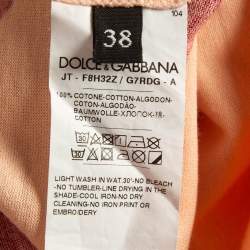 104
38
DOLCE & GABBANA
JT - F8H32Z / G7RDG - A
100% COTONE-COTTON-ALGODON-
COTON-ALGODÃO-
BAUMWOLLE-ХЛОПОК-TR-
COTTON
LIGHT WASH IN WAT.30'-NO BLEACH
-NO TUMBLER-LINE DRYING IN THE
SHADE-COOL IRON-NO DRY
CLEANING/NO IRON ON PRINT OR
EMBROIDERY